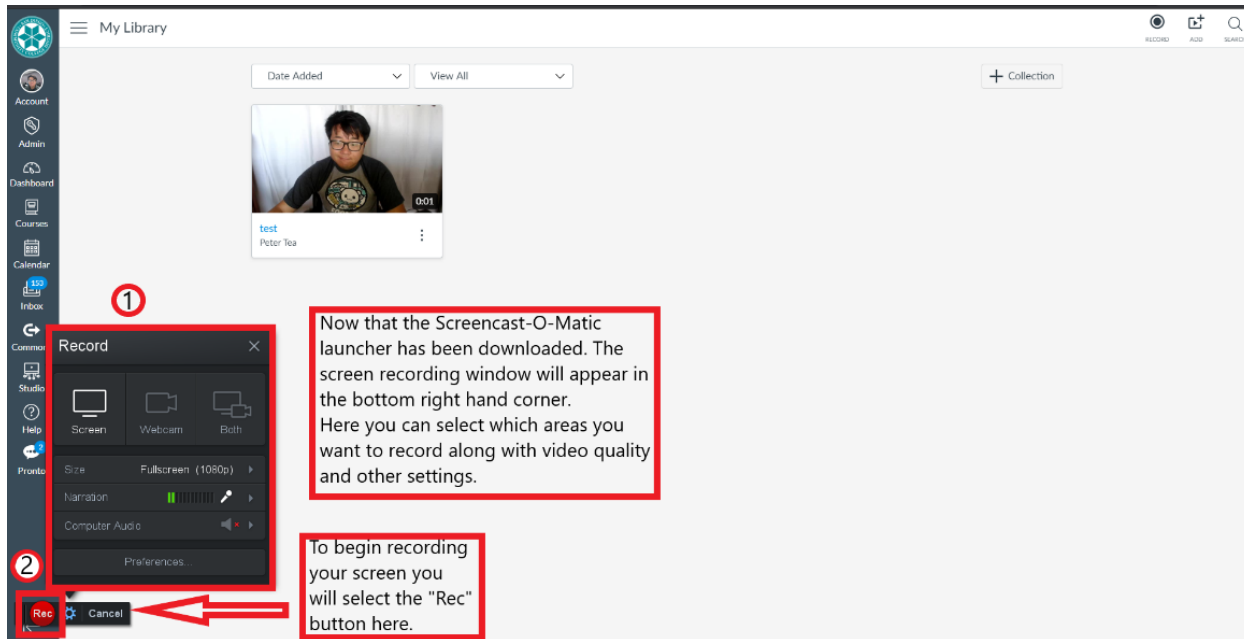 My Library
RECORD
ADD
SEARCH
Account
Admin
Dashboard
Courses
Calendar
153
Inbox
Commons
Studio
Help
2
Pronto
Date Added
View All
+ Collection
0:01
test
Peter Tea
1
Record
Screen
Webcam
Both
Size
Fullscreen (1080p)
Narration
Computer Audio
Preferences...
2
Rec
Cancel
Now that the Screencast-O-Matic
launcher has been downloaded. The
screen recording window will appear in
the bottom right hand corner.
Here you can select which areas you
want to record along with video quality
and other settings.
To begin recording
your screen you
will select the "Rec"
button here.